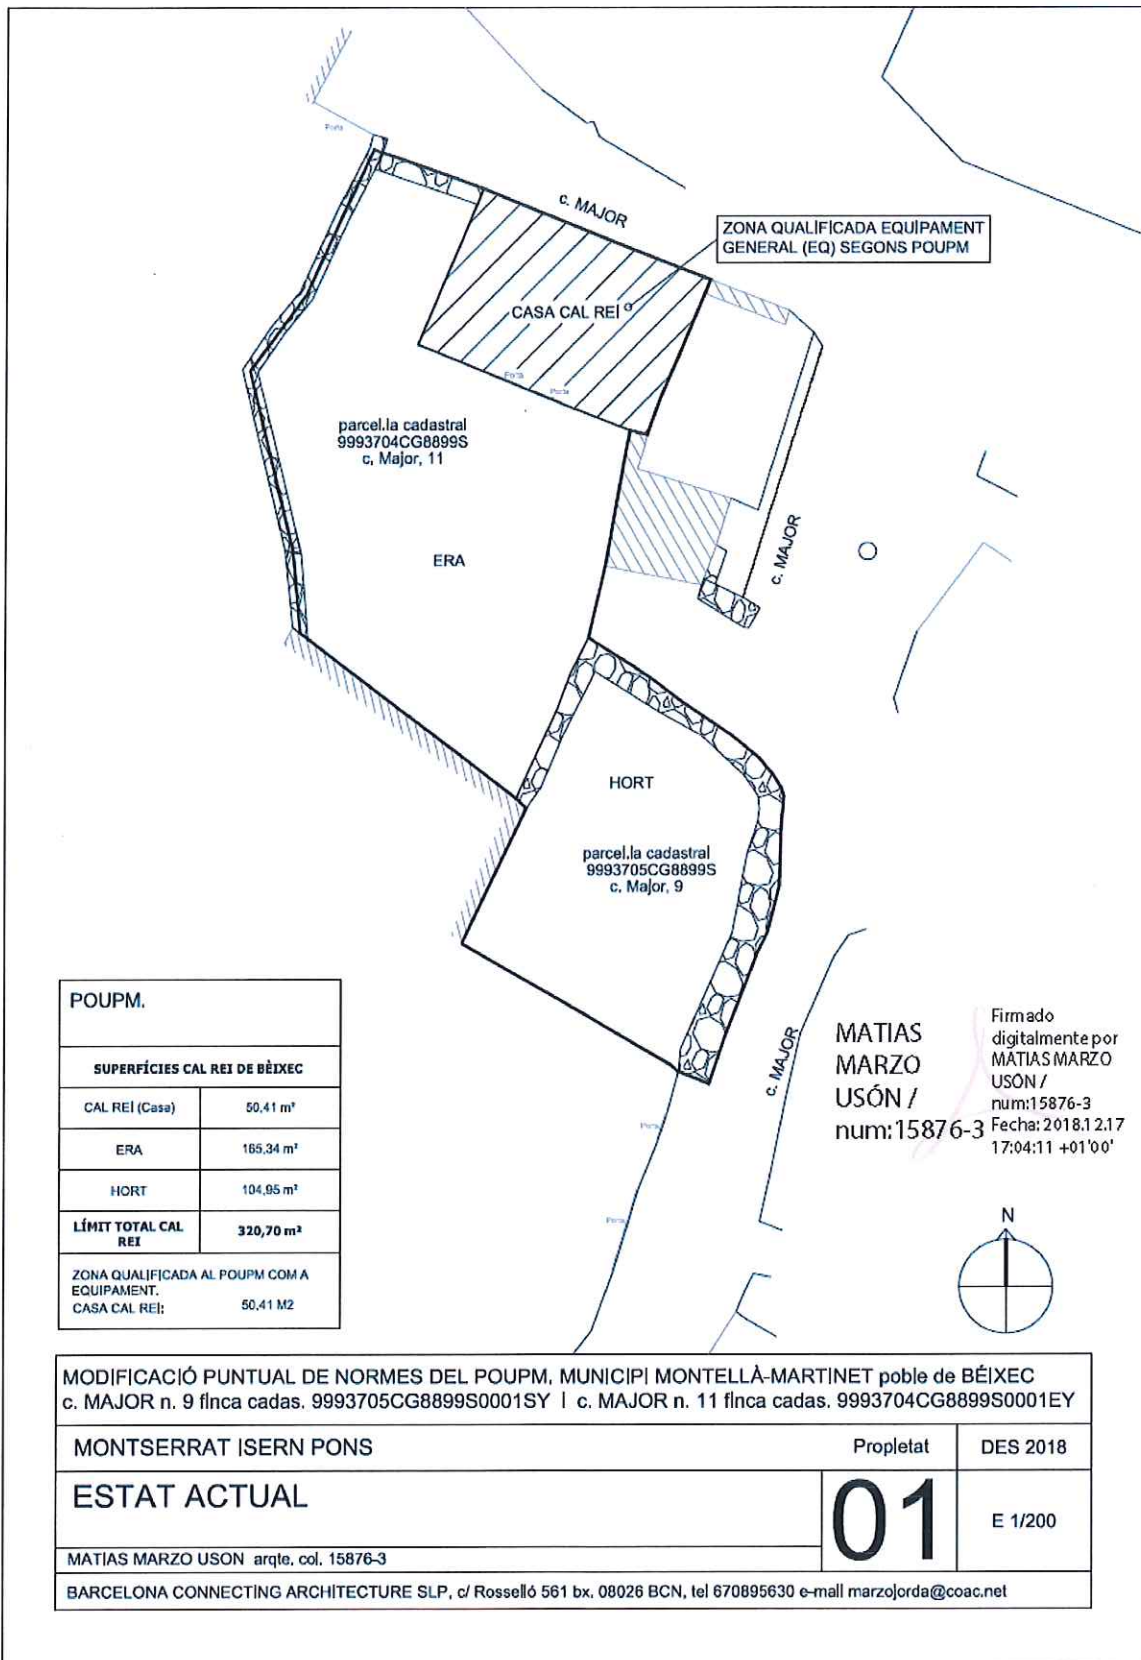 Porta
c. MAJOR
ZONA QUALIFICADA EQUIPAMENT
GENERAL (EQ) SEGONS POUPM
CASA CAL REI
Porta
Porta
parcel.la cadastral
9993704CG8899S
c. Major, 11
ERA
c. MAJOR
HORT
parcel.la cadastral
9993705CG8899S
c. Major, 9
c. MAJOR
Porta
Porta
POUPM.
SUPERFÍCIES CAL REI DE BÈIXEC
CAL REI (Casa) 50,41 m²
ERA 165,34 m²
HORT 104,95 m²
LÍMIT TOTAL CAL
REI 320,70 m²
ZONA QUALIFICADA AL POUPM COM A
EQUIPAMENT.
CASA CAL REI: 50,41 M2
MATIAS
MARZO
USÓN /
num:15876-3
Firmado
digitalmente por
MATIAS MARZO
USÓN /
num:15876-3
Fecha: 2018.12.17
17:04:11 +01'00'
N
MODIFICACIÓ PUNTUAL DE NORMES DEL POUPM, MUNICIPI MONTELLÀ-MARTINET poble de BÉIXEC
c. MAJOR n. 9 finca cadas. 9993705CG8899S0001SY I c. MAJOR n. 11 finca cadas. 9993704CG8899S0001EY
MONTSERRAT ISERN PONS Propietat DES 2018
ESTAT ACTUAL 01 E 1/200
MATIAS MARZO USON arqte. col. 15876-3
BARCELONA CONNECTING ARCHITECTURE SLP, c/ Rosselló 561 bx. 08026 BCN, tel 670895630 e-mail marzojorda@coac.net